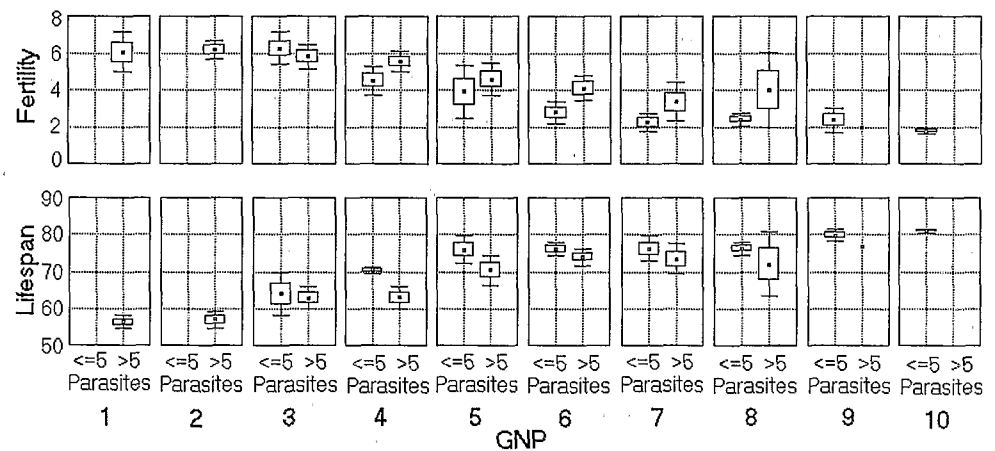 8
6
4
2
0
Fertility
90
80
70
60
50
Lifespan
<=5 >5 <=5 >5 <=5 >5 <=5 >5 <=5 >5 <=5 >5 <=5 >5 <=5 >5 <=5 >5 <=5 >5
Parasites Parasites Parasites Parasites Parasites Parasites Parasites Parasites Parasites Parasites
1 2 3 4 5 6 7 8 9 10
GNP